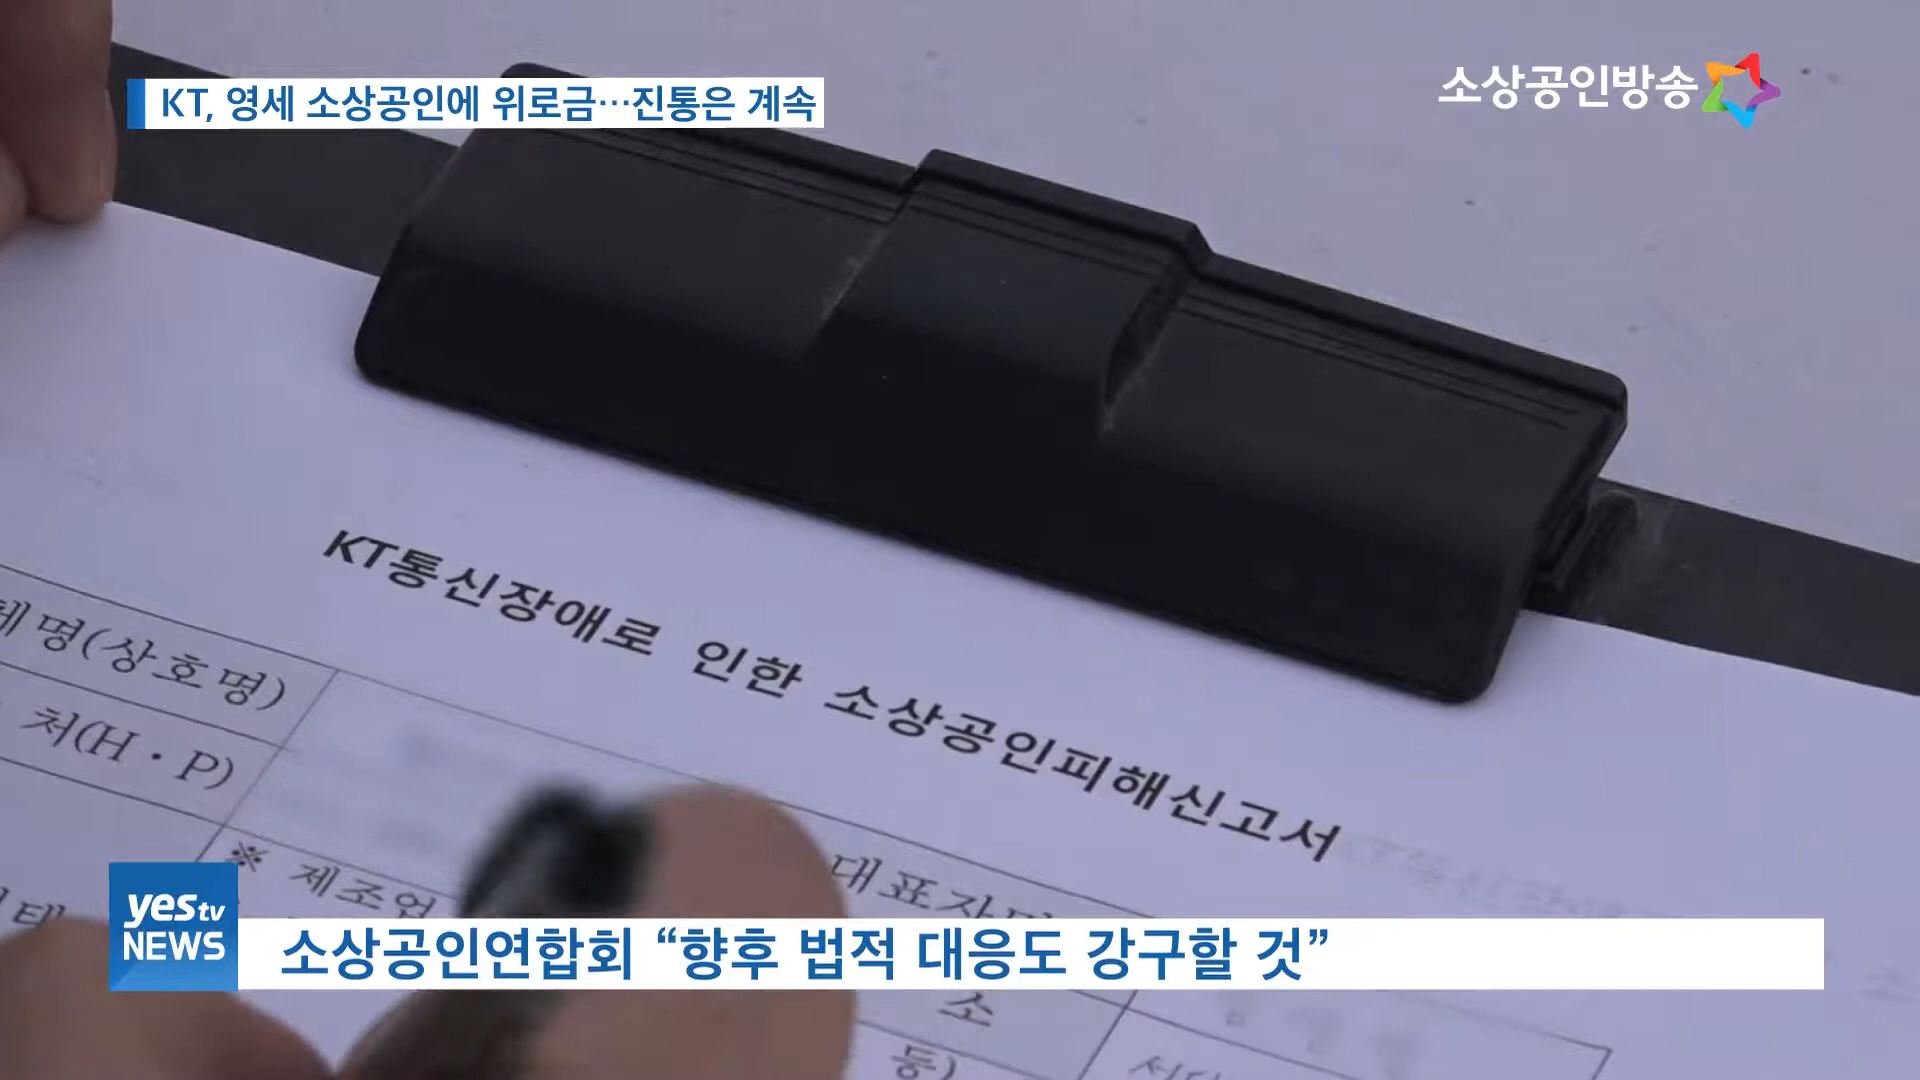 KT, 영세 소상공인에 위로금…진통은 계속
소상공인방송
KT통신장애로 인한 소상공인피해신고서
명(상호명)
처(H·P)
※ 제조업
소
등)
yestv
NEWS
소상공인연합회 “향후 법적 대응도 강구할 것”